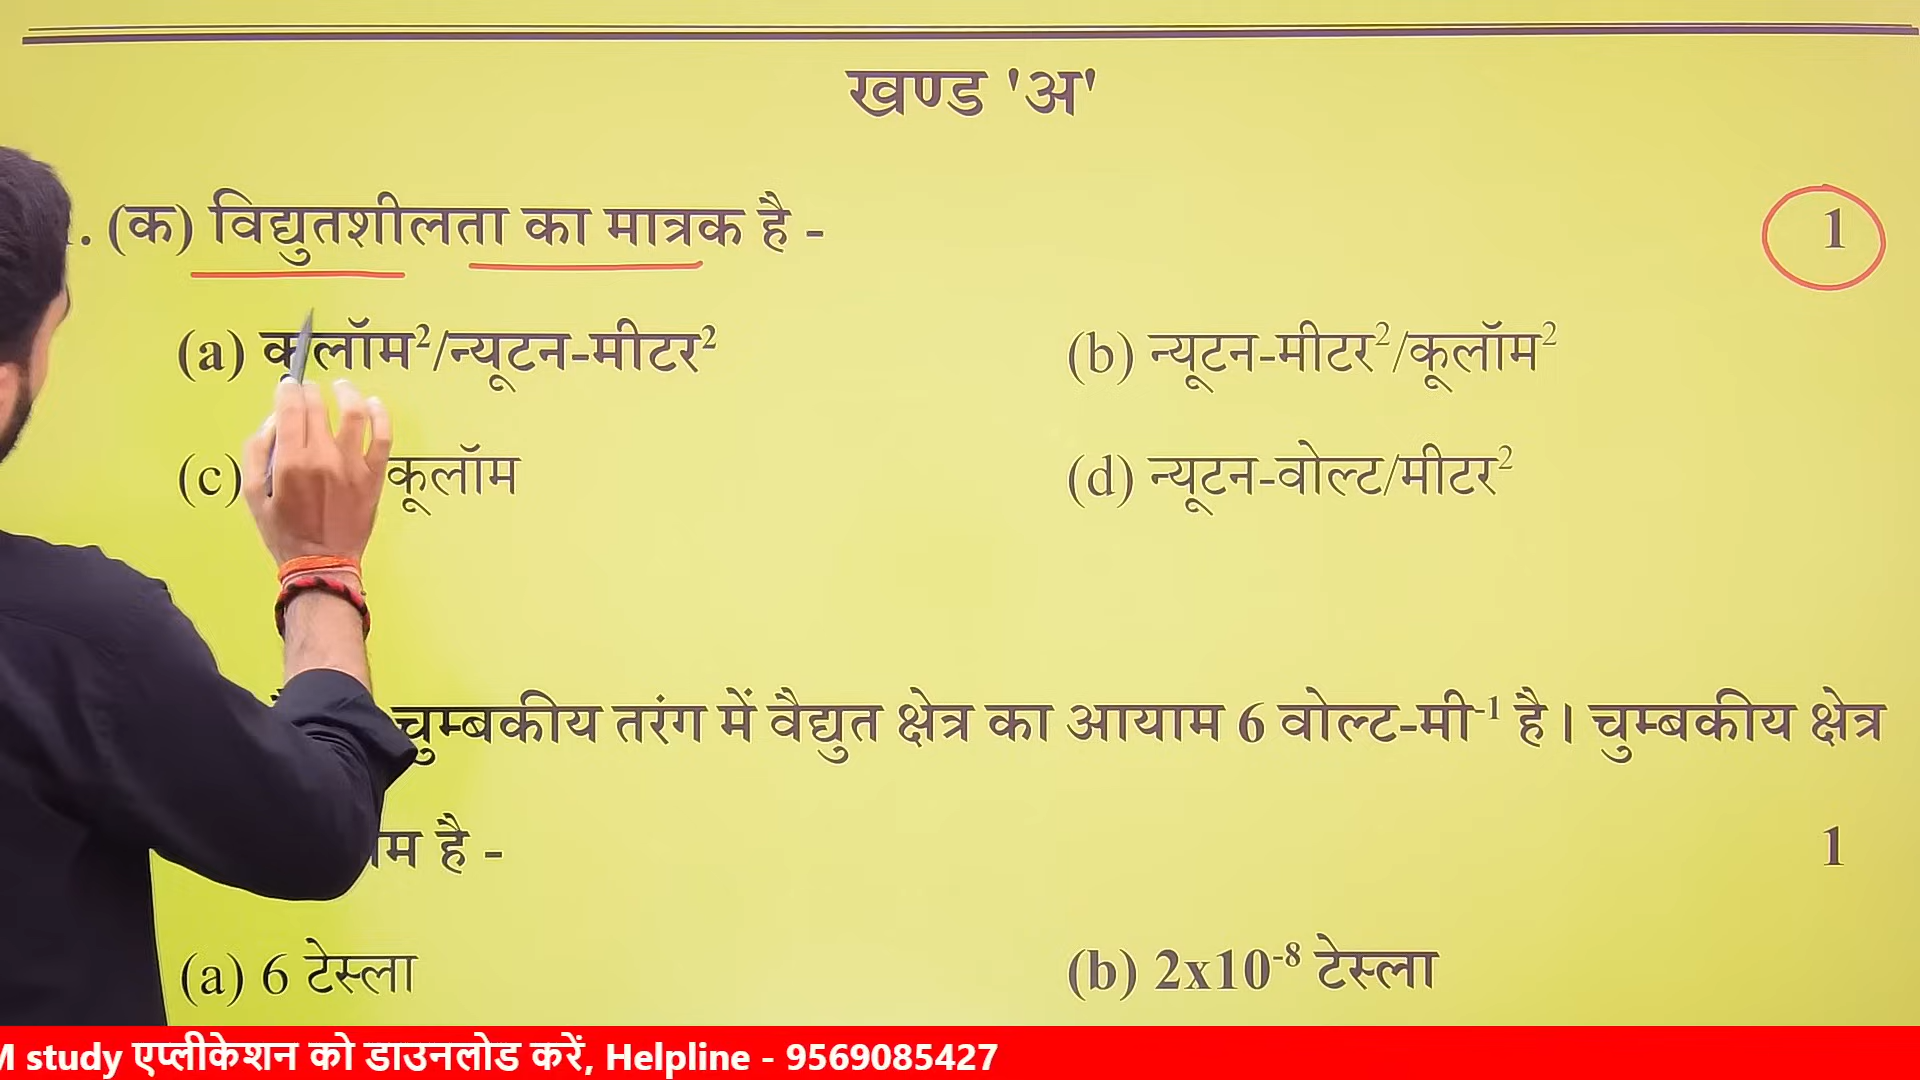 खण्ड 'अ'
. (क) विद्युतशीलता का मात्रक है - 1
(a) कूलॉम²/न्यूटन-मीटर²
(b) न्यूटन-मीटर²/कूलॉम²
(c) कूलॉम
(d) न्यूटन-वोल्ट/मीटर²
चुम्बकीय तरंग में वैद्युत क्षेत्र का आयाम 6 वोल्ट-मी⁻¹ है। चुम्बकीय क्षेत्र
है - 1
(a) 6 टेस्ला
(b) 2x10⁻⁸ टेस्ला
M study एप्लीकेशन को डाउनलोड करें, Helpline - 9569085427